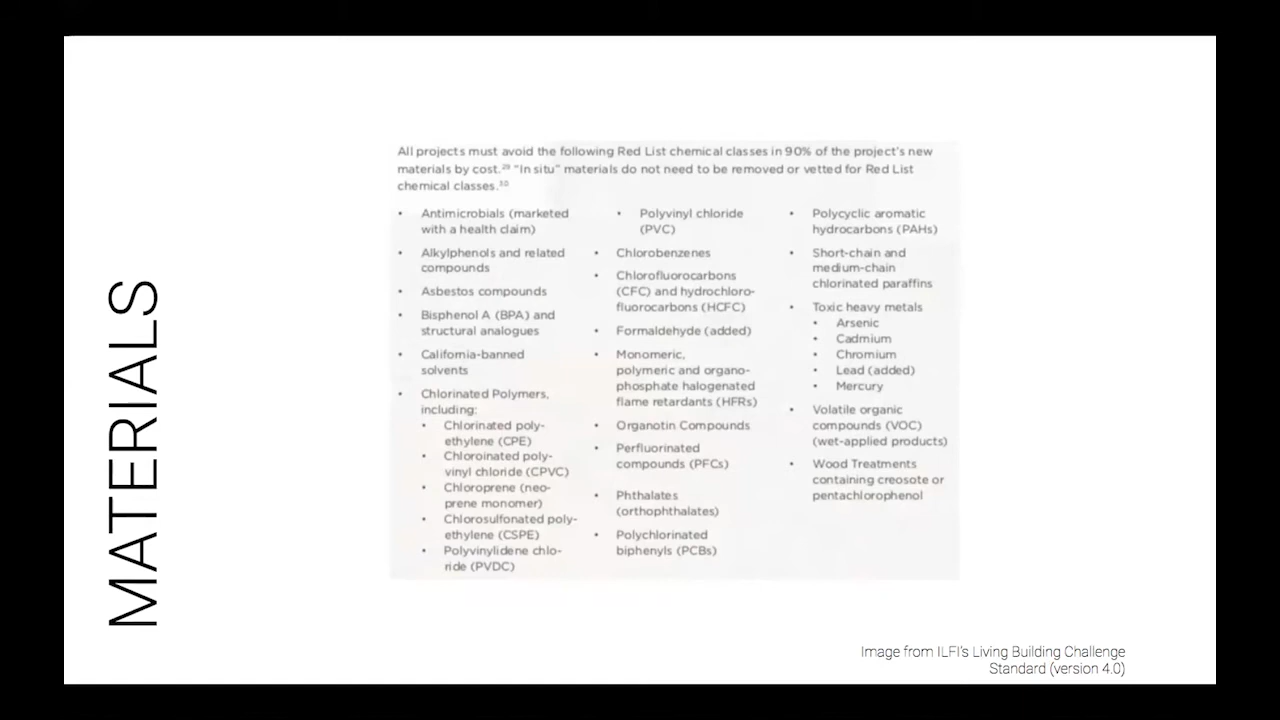 MATERIALS
All projects must avoid the following Red List chemical classes in 90% of the project's new
materials by cost.²⁹ "In situ" materials do not need to be removed or vetted for Red List
chemical classes.³⁰
• Antimicrobials (marketed
with a health claim)
• Alkylphenols and related
compounds
• Asbestos compounds
• Bisphenol A (BPA) and
structural analogues
• California-banned
solvents
• Chlorinated Polymers,
including:
• Chlorinated poly-
ethylene (CPE)
• Chloroinated poly-
vinyl chloride (CPVC)
• Chloroprene (neo-
prene monomer)
• Chlorosulfonated poly-
ethylene (CSPE)
• Polyvinylidene chlo-
ride (PVDC)
• Polyvinyl chloride
(PVC)
• Chlorobenzenes
• Chlorofluorocarbons
(CFC) and hydrochloro-
fluorocarbons (HCFC)
• Formaldehyde (added)
• Monomeric,
polymeric and organo-
phosphate halogenated
flame retardants (HFRs)
• Organotin Compounds
• Perfluorinated
compounds (PFCs)
• Phthalates
(orthophthalates)
• Polychlorinated
biphenyls (PCBs)
• Polycyclic aromatic
hydrocarbons (PAHs)
• Short-chain and
medium-chain
chlorinated paraffins
• Toxic heavy metals
• Arsenic
• Cadmium
• Chromium
• Lead (added)
• Mercury
• Volatile organic
compounds (VOC)
(wet-applied products)
• Wood Treatments
containing creosote or
pentachlorophenol
Image from ILFI's Living Building Challenge
Standard (version 4.0)